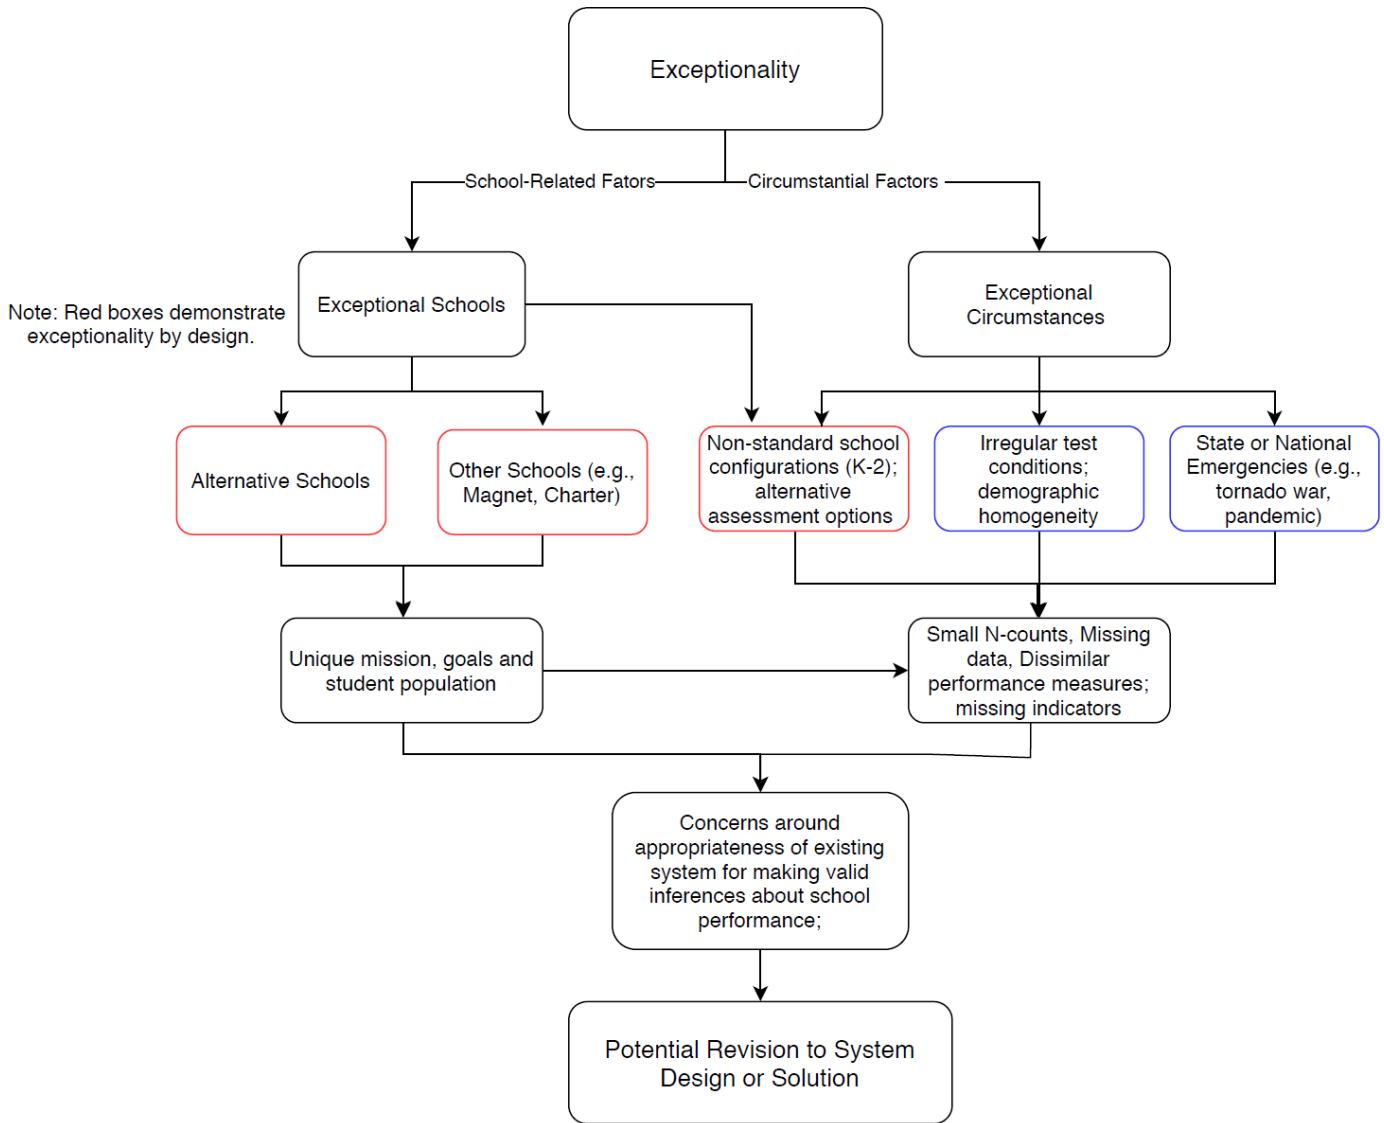 Exceptionality
School-Related Fators
Circumstantial Factors
Note: Red boxes demonstrate
exceptionality by design.
Exceptional Schools
Exceptional
Circumstances
Alternative Schools
Other Schools (e.g.,
Magnet, Charter)
Non-standard school
configurations (K-2);
alternative
assessment options
Irregular test
conditions;
demographic
homogeneity
State or National
Emergencies (e.g.,
tornado war,
pandemic)
Unique mission, goals and
student population
Small N-counts, Missing
data, Dissimilar
performance measures;
missing indicators
Concerns around
appropriateness of existing
system for making valid
inferences about school
performance;
Potential Revision to System
Design or Solution